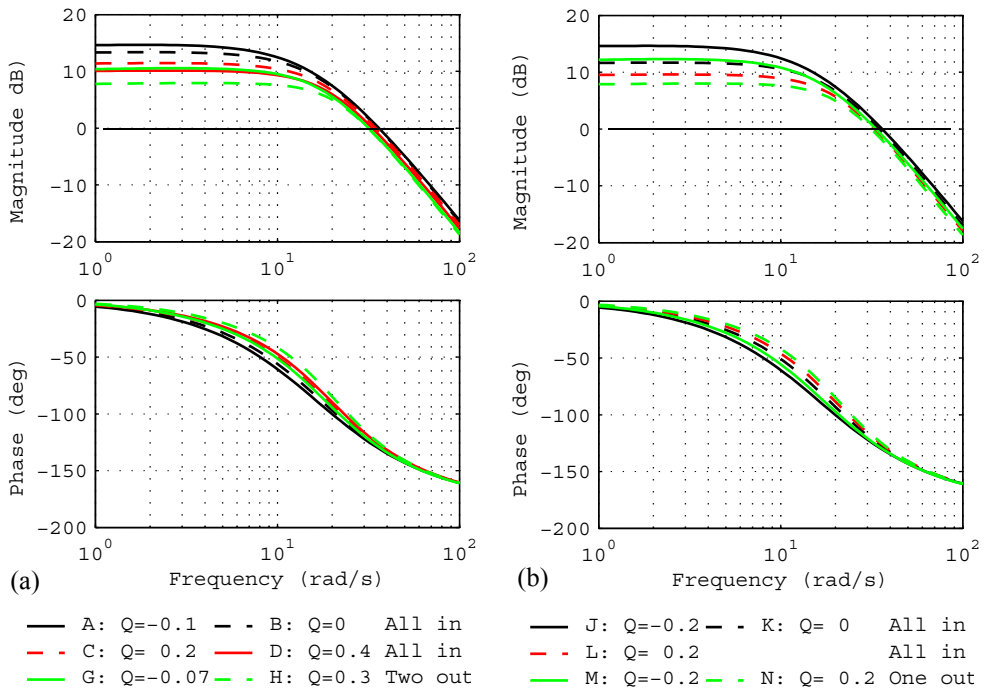 20
10
0
-10
-20
Magnitude dB)
10^0
10^1
10^2
0
-50
-100
-150
-200
Phase (deg)
10^0
10^1
10^2
(a)
Frequency (rad/s)
A: Q=-0.1
B: Q=0
All in
C: Q= 0.2
D: Q=0.4
All in
G: Q=-0.07
H: Q=0.3
Two out
20
10
0
-10
20
Magnitude (dB)
10^0
10^1
10^2
0
-50
-100
-150
-200
Phase (deg)
10^0
10^1
10^2
(b)
Frequency (rad/s)
J: Q=-0.2
K: Q= 0
All in
L: Q= 0.2
All in
M: Q=-0.2
N: Q= 0.2
One out